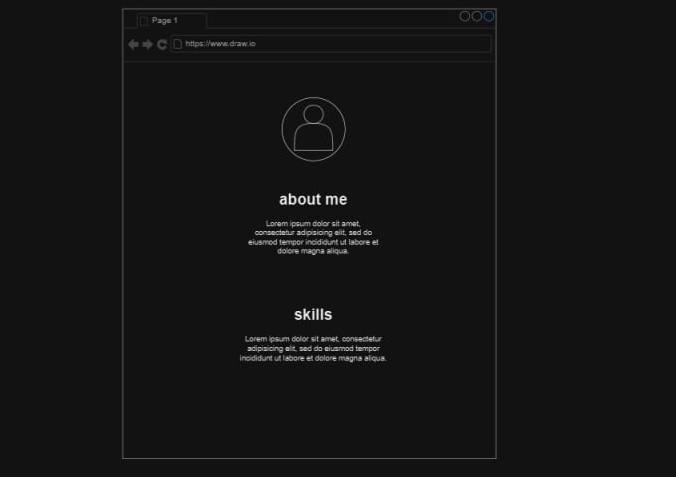 Page 1
https://www.draw.io
about me
Lorem ipsum dolor sit amet,
consectetur adipisicing elit, sed do
eiusmod tempor incididunt ut labore et
dolore magna aliqua.
skills
Lorem ipsum dolor sit amet, consectetur
adipisicing elit, sed do eiusmod tempor
incididunt ut labore et dolore magna aliqua.